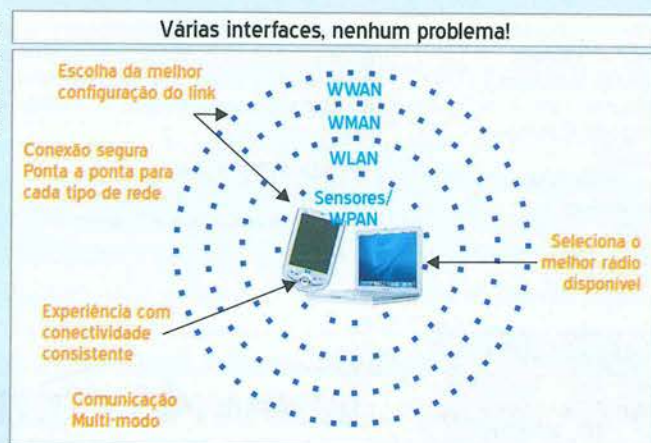 Várias interfaces, nenhum problema!
Escolha da melhor
configuração do link
WWAN
WMAN
WLAN
Conexão segura
Ponta a ponta para
cada tipo de rede
Sensores/
WPAN
Seleciona o
melhor rádio
disponível
Experiência com
conectividade
consistente
Comunicação
Multi-modo